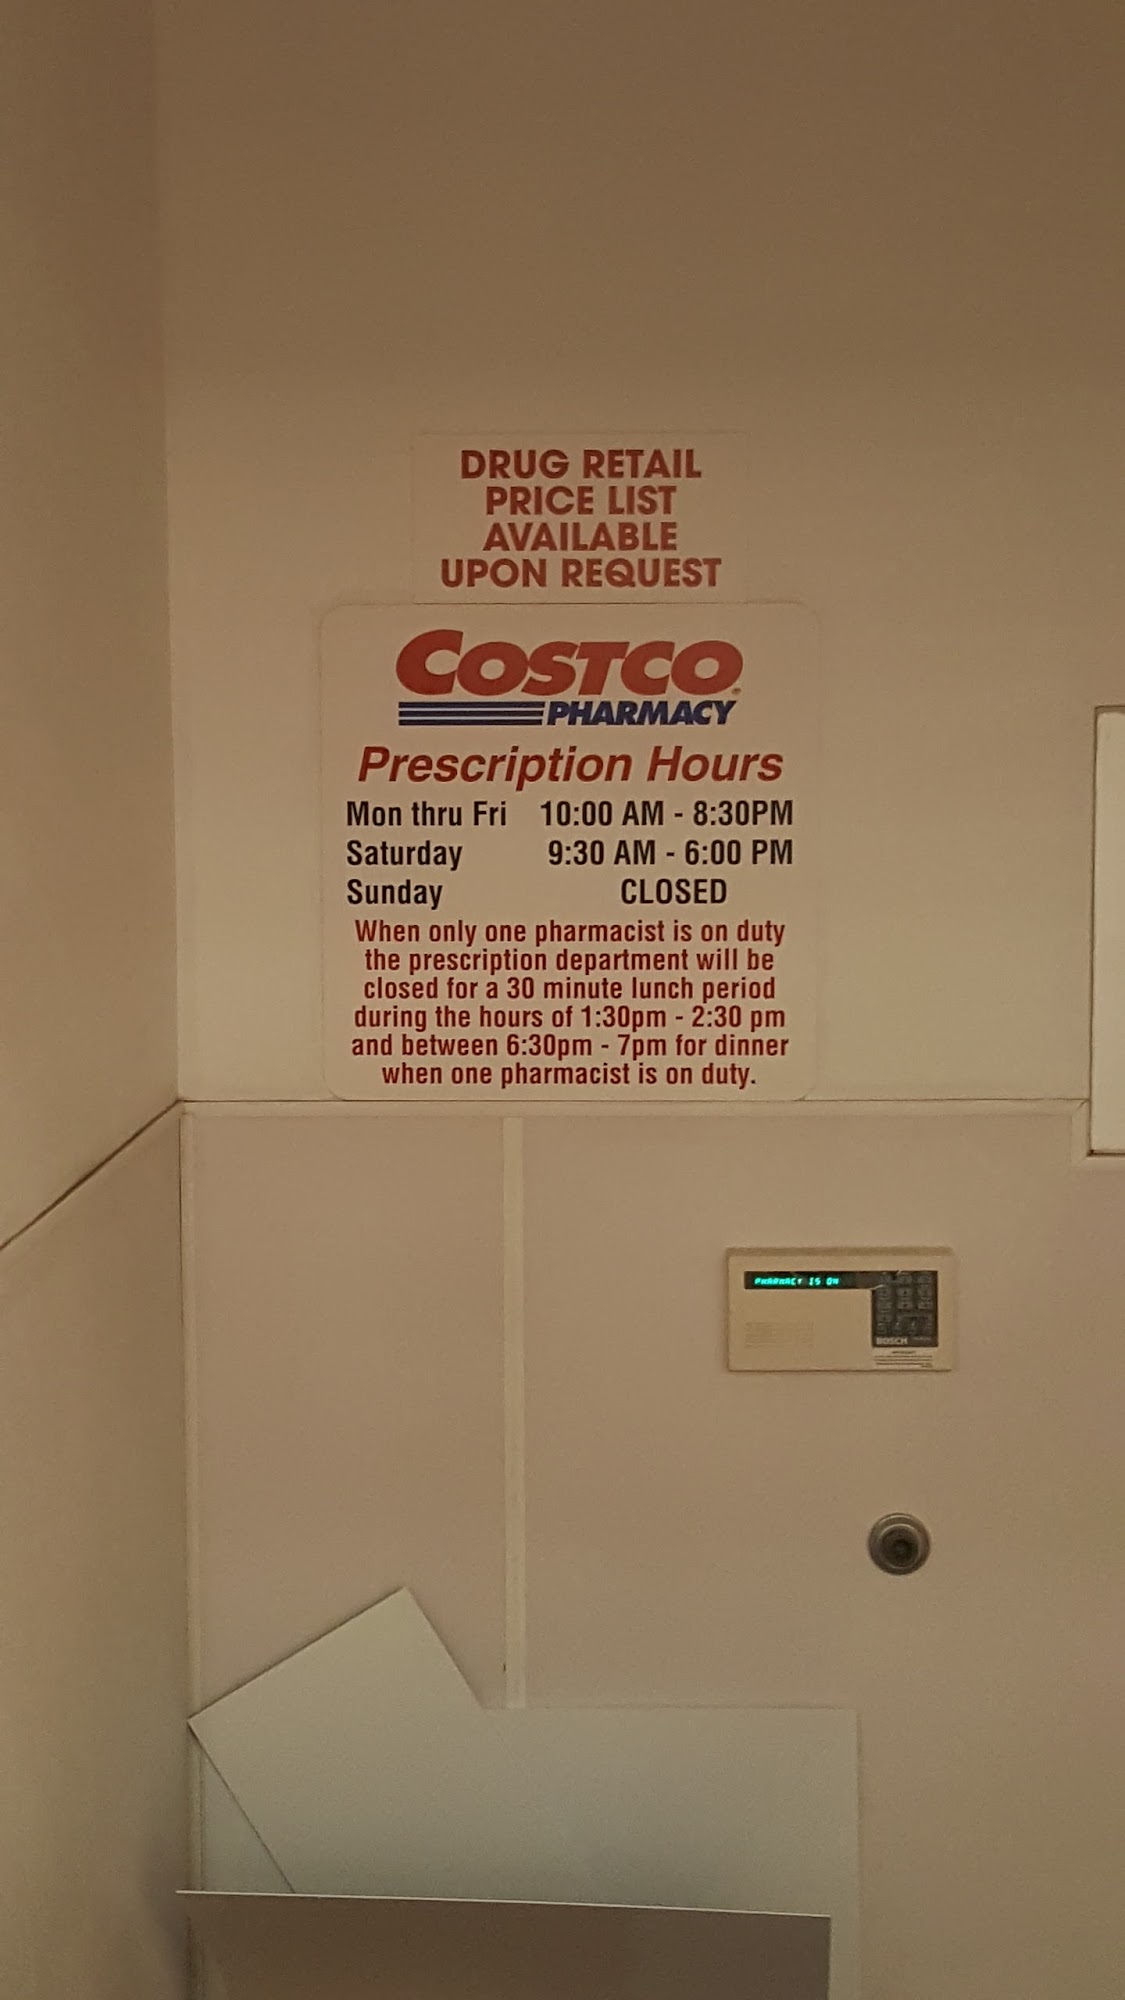 DRUG RETAIL
PRICE LIST
AVAILABLE
UPON REQUEST
COSTCO
PHARMACY
Prescription Hours
Mon thru Fri 10:00 AM - 8:30PM
Saturday 9:30 AM - 6:00 PM
Sunday CLOSED
When only one pharmacist is on duty
the prescription department will be
closed for a 30 minute lunch period
during the hours of 1:30pm - 2:30 pm
and between 6:30pm - 7pm for dinner
when one pharmacist is on duty.
PHARMACY IS ON
BOSCH